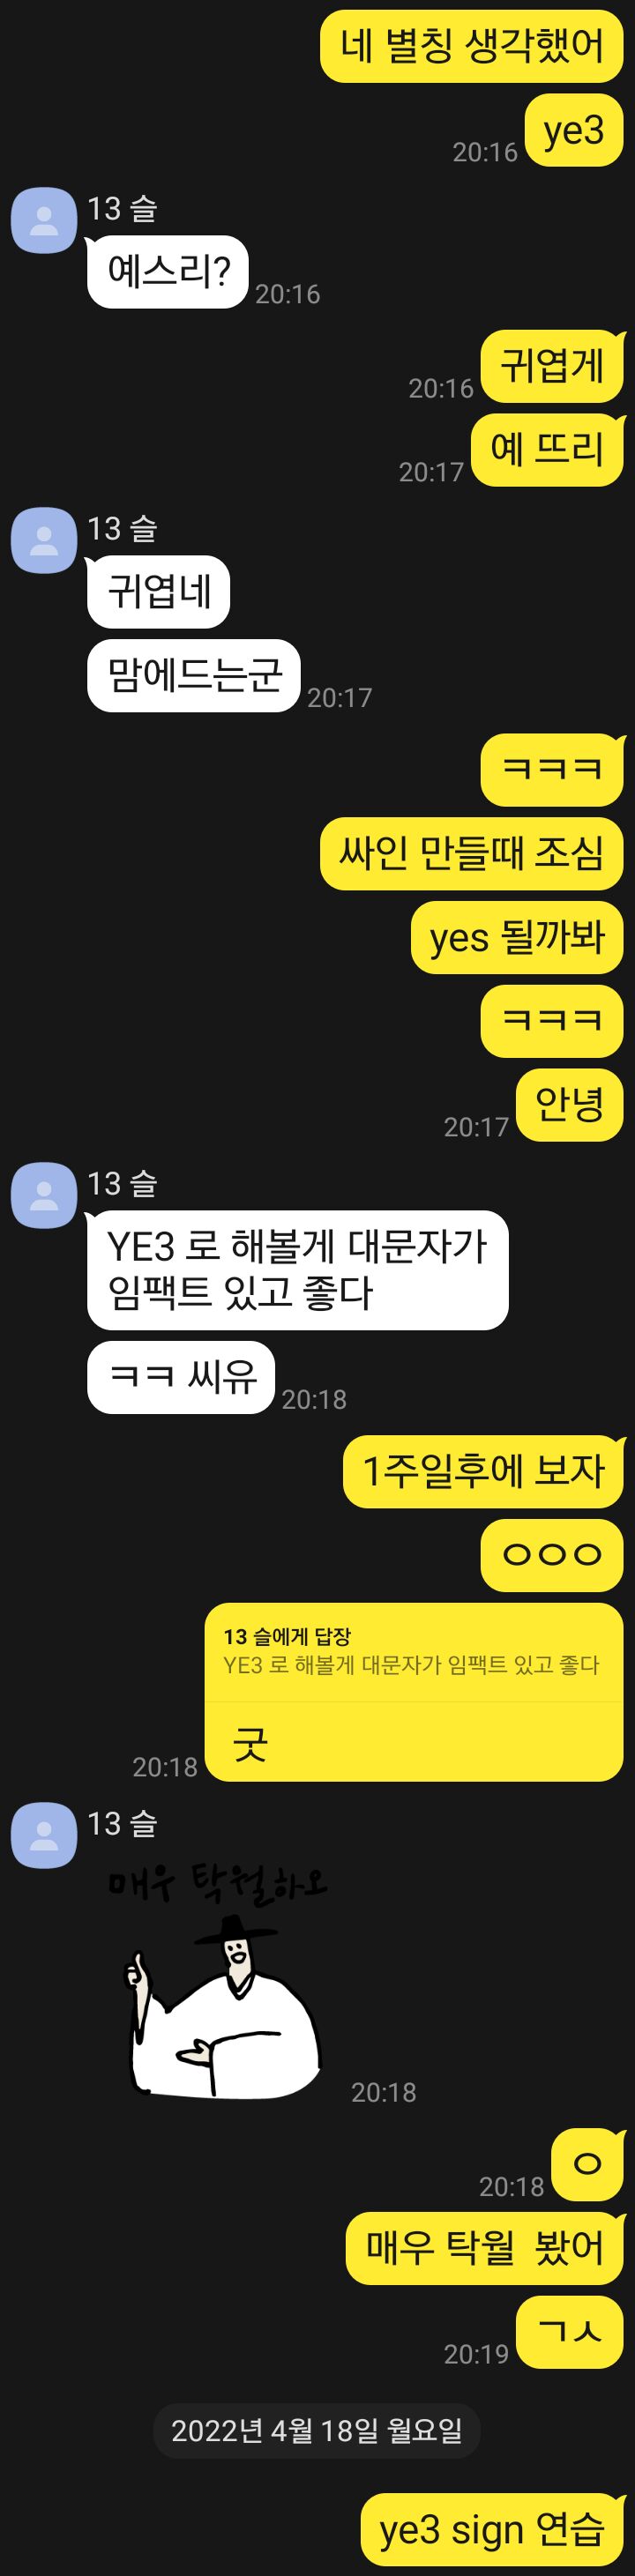 네 별칭 생각했어
ye3
20:16
13 슬
예스리?
20:16
귀엽게
20:16
예 뜨리
20:17
13 슬
귀엽네
맘에드는군
20:17
ㅋㅋㅋ
싸인 만들때 조심
yes 될까봐
ㅋㅋㅋ
안녕
20:17
13 슬
YE3 로 해볼게 대문자가
임팩트 있고 좋다
ㅋㅋ 씨유
20:18
1주일후에 보자
ㅇㅇㅇ
13 슬에게 답장
YE3 로 해볼게 대문자가 임팩트 있고 좋다
굿
20:18
13 슬
매우 탁월하오
20:18
ㅇ
20:18
매우 탁월  봤어
ㄱㅅ
20:19
2022년 4월 18일 월요일
ye3 sign 연습